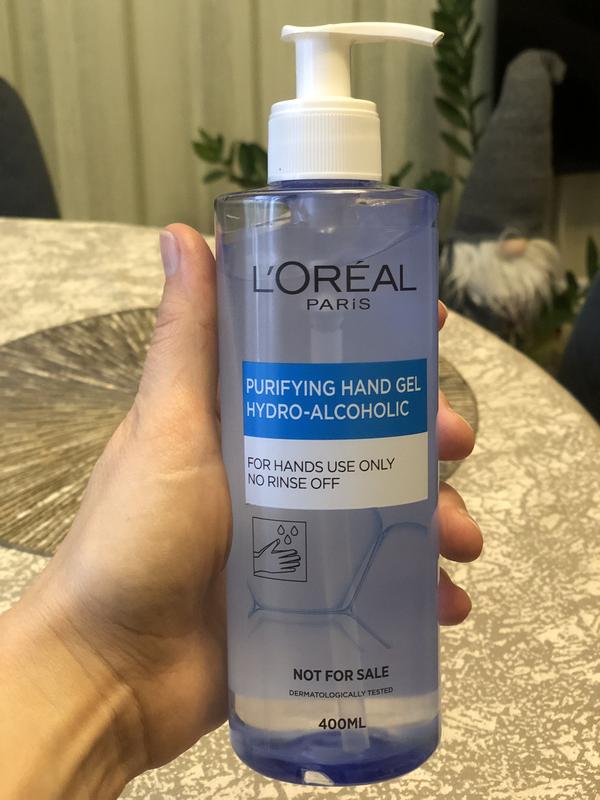 L'ORÉAL
PARiS
PURIFYING HAND GEL
HYDRO-ALCOHOLIC
FOR HANDS USE ONLY
NO RINSE OFF
NOT FOR SALE
DERMATOLOGICALLY TESTED
400ML